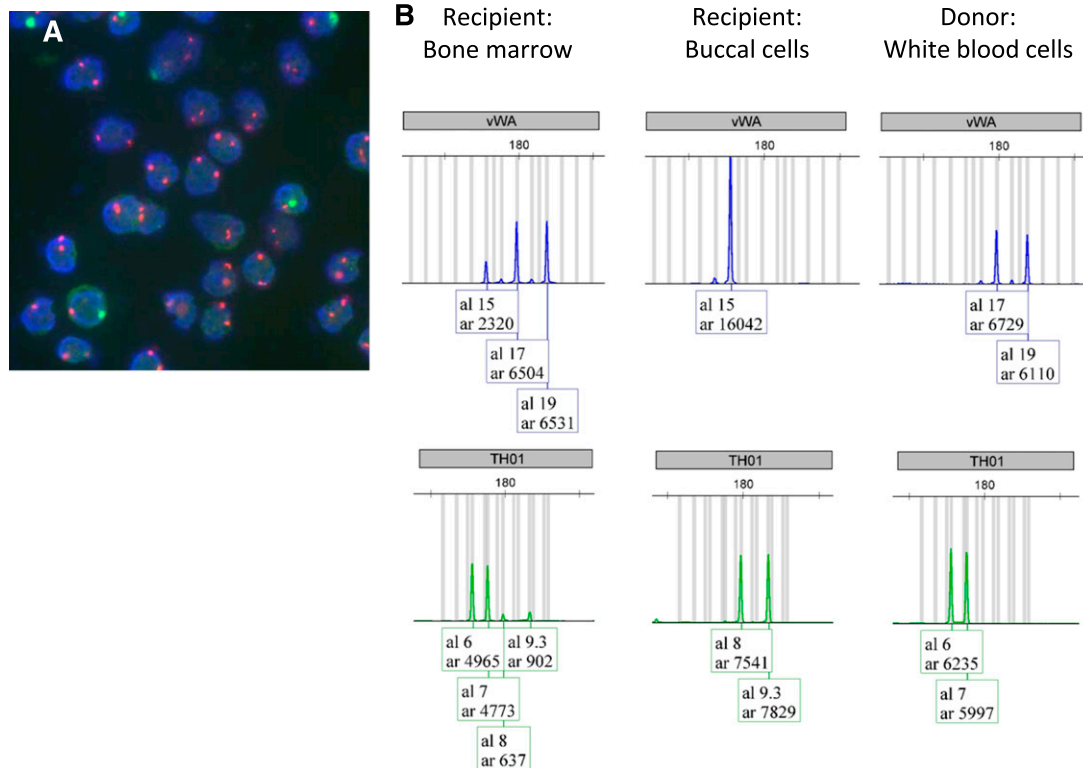 A
B
Recipient:
Bone marrow
Recipient:
Buccal cells
Donor:
White blood cells
vWA
180
al 15
ar 2320
al 17
ar 6504
al 19
ar 6531
vWA
180
al 15
ar 16042
vWA
180
al 17
ar 6729
al 19
ar 6110
TH01
180
al 6
ar 4965
al 9.3
ar 902
al 7
ar 4773
al 8
ar 637
TH01
180
al 8
ar 7541
al 9.3
ar 7829
TH01
180
al 6
ar 6235
al 7
ar 5997